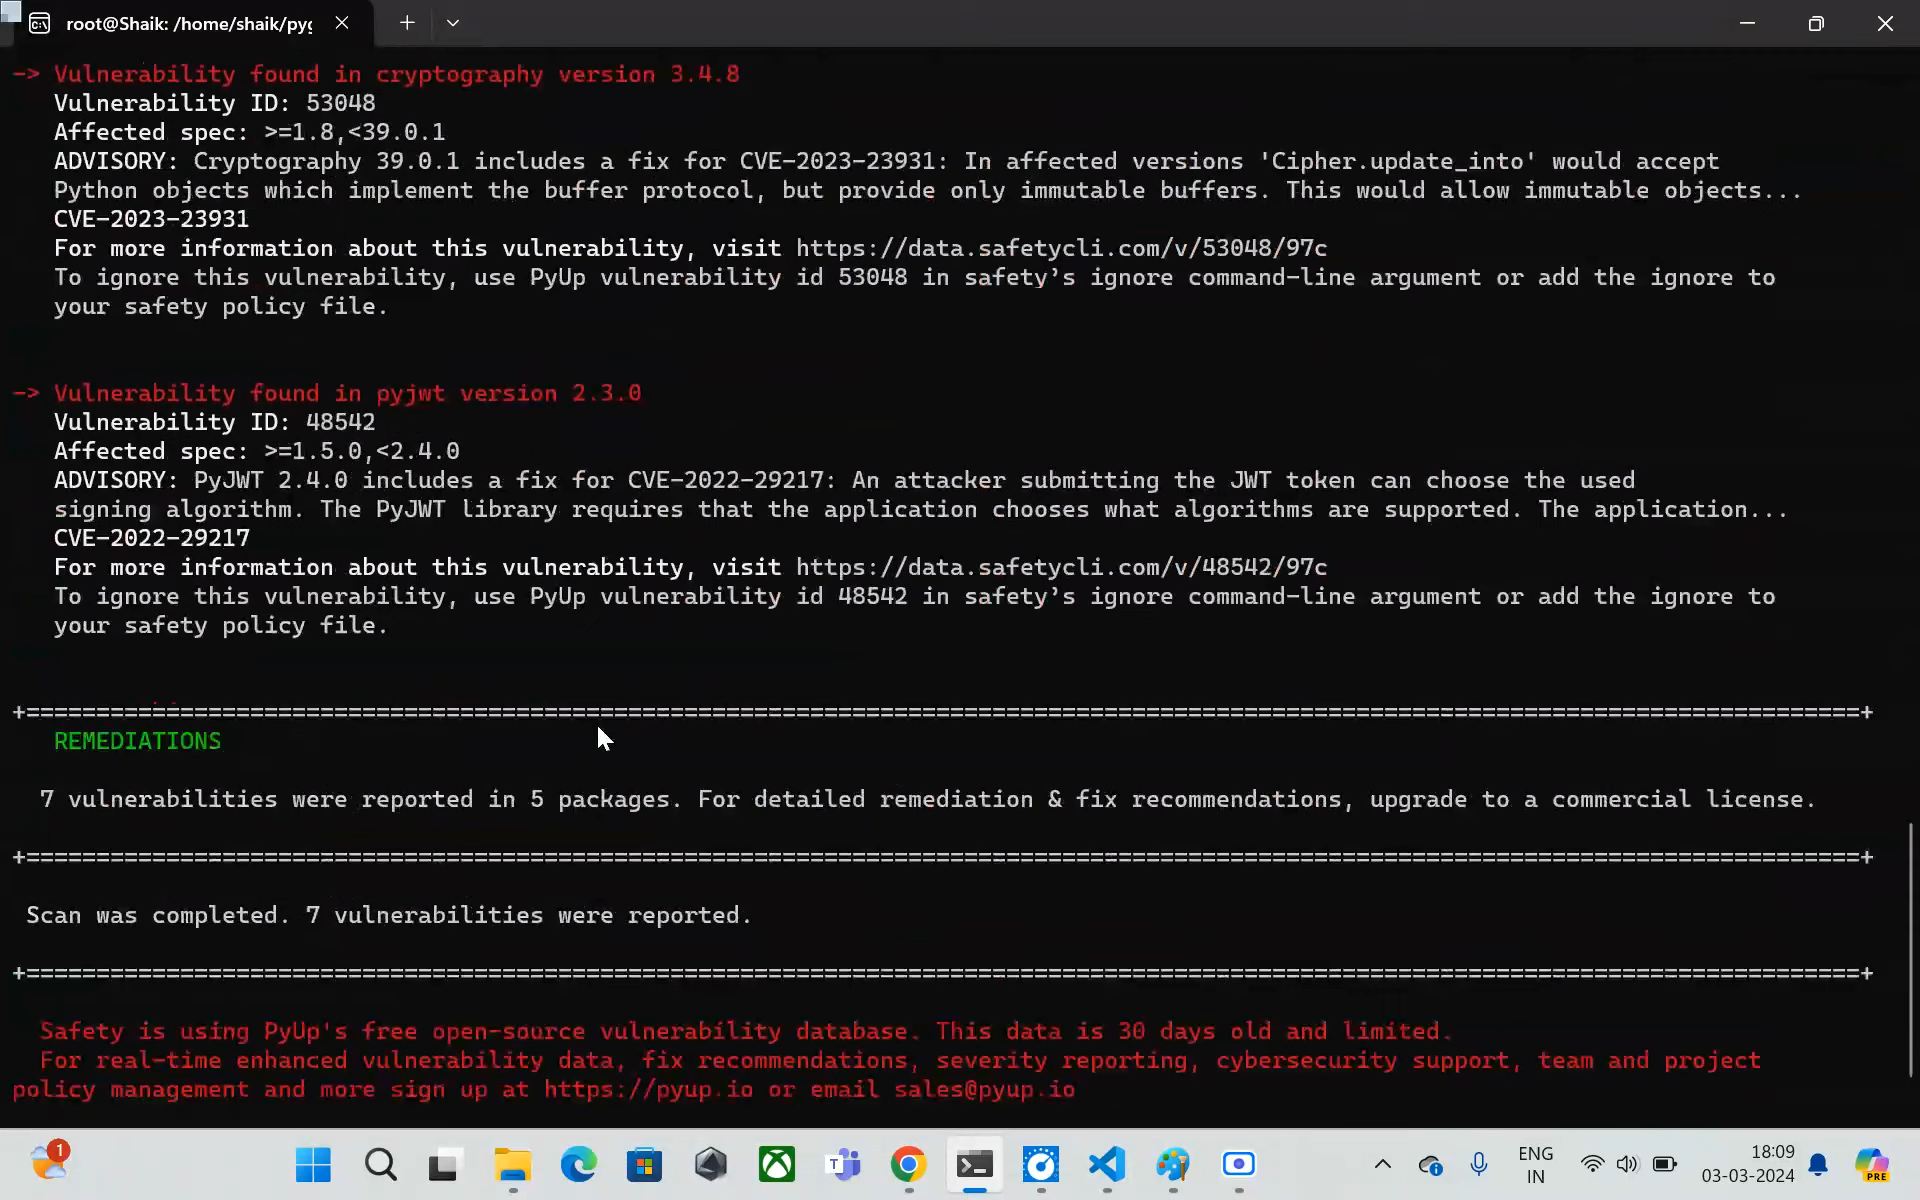 root@Shaik: /home/shaik/pyg
-> Vulnerability found in cryptography version 3.4.8
Vulnerability ID: 53048
Affected spec: >=1.8,<39.0.1
ADVISORY: Cryptography 39.0.1 includes a fix for CVE-2023-23931: In affected versions 'Cipher.update_into' would accept
Python objects which implement the buffer protocol, but provide only immutable buffers. This would allow immutable objects...
CVE-2023-23931
For more information about this vulnerability, visit https://data.safetycli.com/v/53048/97c
To ignore this vulnerability, use PyUp vulnerability id 53048 in safety’s ignore command-line argument or add the ignore to
your safety policy file.
-> Vulnerability found in pyjwt version 2.3.0
Vulnerability ID: 48542
Affected spec: >=1.5.0,<2.4.0
ADVISORY: PyJWT 2.4.0 includes a fix for CVE-2022-29217: An attacker submitting the JWT token can choose the used
signing algorithm. The PyJWT library requires that the application chooses what algorithms are supported. The application...
CVE-2022-29217
For more information about this vulnerability, visit https://data.safetycli.com/v/48542/97c
To ignore this vulnerability, use PyUp vulnerability id 48542 in safety’s ignore command-line argument or add the ignore to
your safety policy file.
REMEDIATIONS
7 vulnerabilities were reported in 5 packages. For detailed remediation & fix recommendations, upgrade to a commercial license.
Scan was completed. 7 vulnerabilities were reported.
Safety is using PyUp's free open-source vulnerability database. This data is 30 days old and limited.
For real-time enhanced vulnerability data, fix recommendations, severity reporting, cybersecurity support, team and project
policy management and more sign up at https://pyup.io or email sales@pyup.io
1
ENG
IN
18:09
03-03-2024
PRE